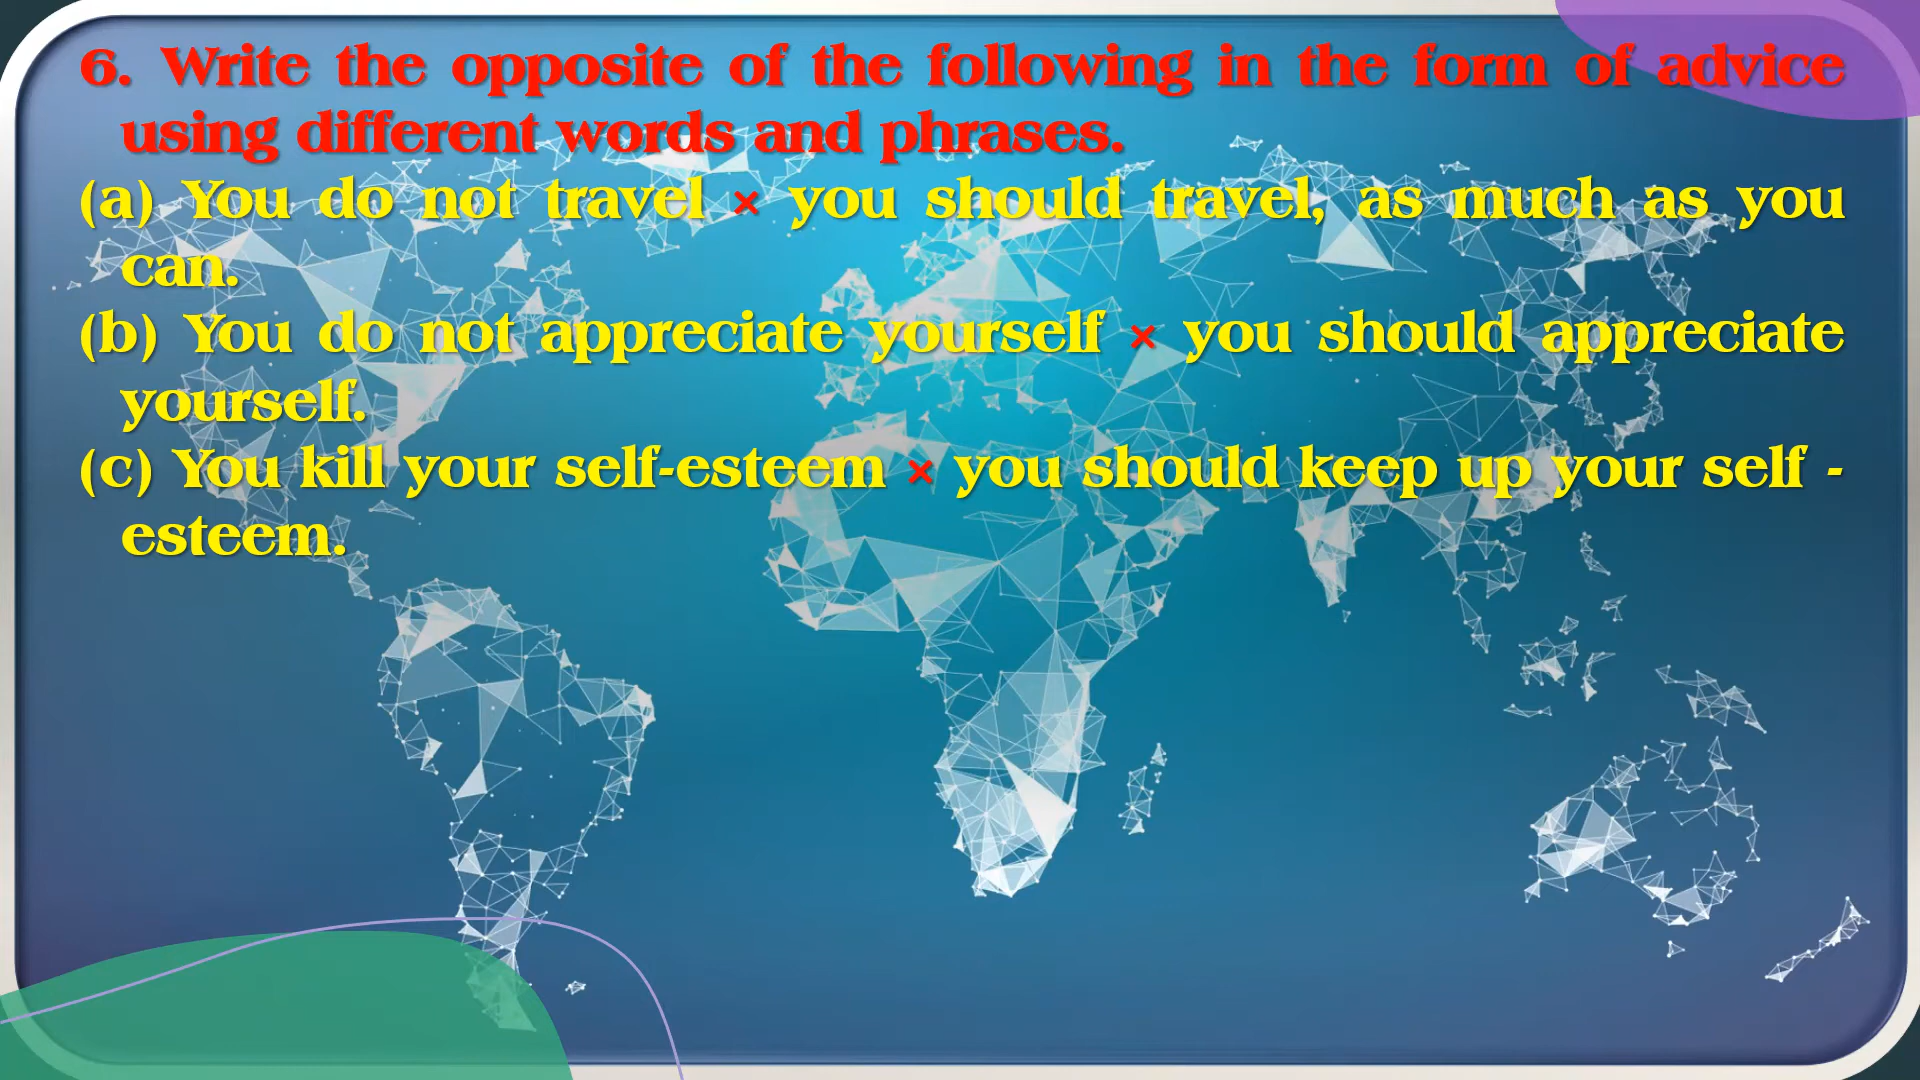 6. Write the opposite of the following in the form of advice
using different words and phrases.
(a) You do not travel × you should travel, as much as you
can.
(b) You do not appreciate yourself × you should appreciate
yourself.
(c) You kill your self-esteem × you should keep up your self -
esteem.